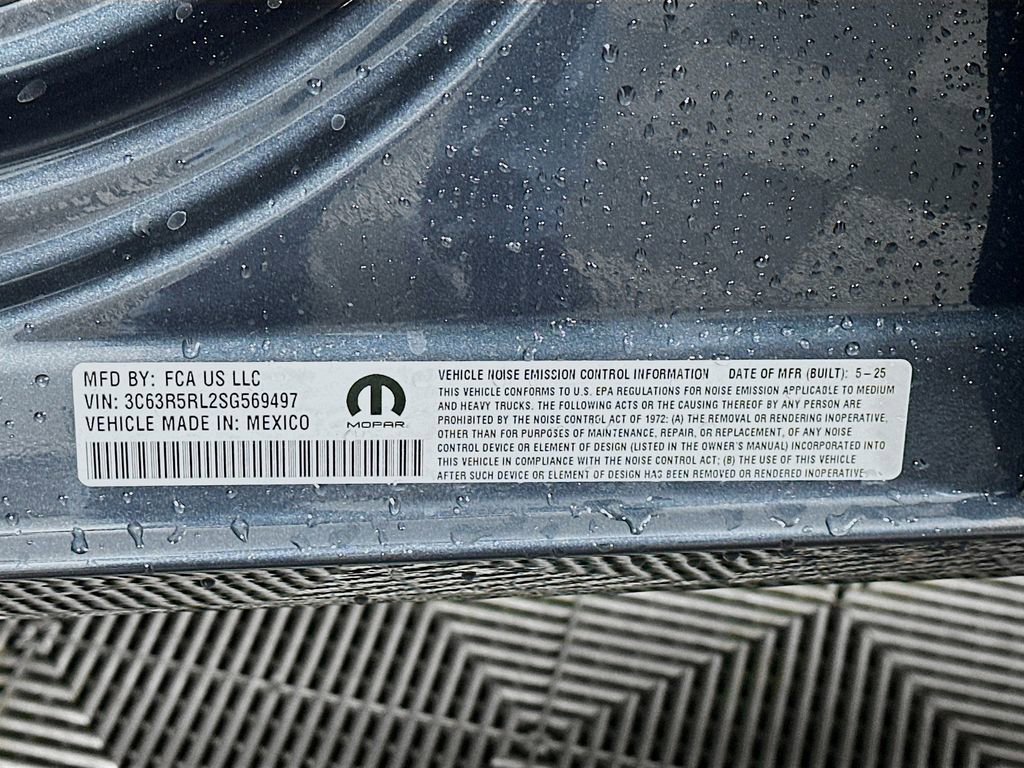 MFD BY: FCA US LLC
VIN: 3C63R5RL2SG569497
VEHICLE MADE IN: MEXICO
MOPAR
VEHICLE NOISE EMISSION CONTROL INFORMATION DATE OF MFR (BUILT): 5 – 25
THIS VEHICLE CONFORMS TO U.S. EPA REGULATIONS FOR NOISE EMISSION APPLICABLE TO MEDIUM
AND HEAVY TRUCKS. THE FOLLOWING ACTS OR THE CAUSING THEREOF BY ANY PERSON ARE
PROHIBITED BY THE NOISE CONTROL ACT OF 1972: (A) THE REMOVAL OR RENDERING INOPERATIVE,
OTHER THAN FOR PURPOSES OF MAINTENANCE, REPAIR, OR REPLACEMENT, OF ANY NOISE
CONTROL DEVICE OR ELEMENT OF DESIGN (LISTED IN THE OWNER'S MANUAL) INCORPORATED INTO
THIS VEHICLE IN COMPLIANCE WITH THE NOISE CONTROL ACT; (B) THE USE OF THIS VEHICLE
AFTER SUCH DEVICE OR ELEMENT OF DESIGN HAS BEEN REMOVED OR RENDERED INOPERATIVE